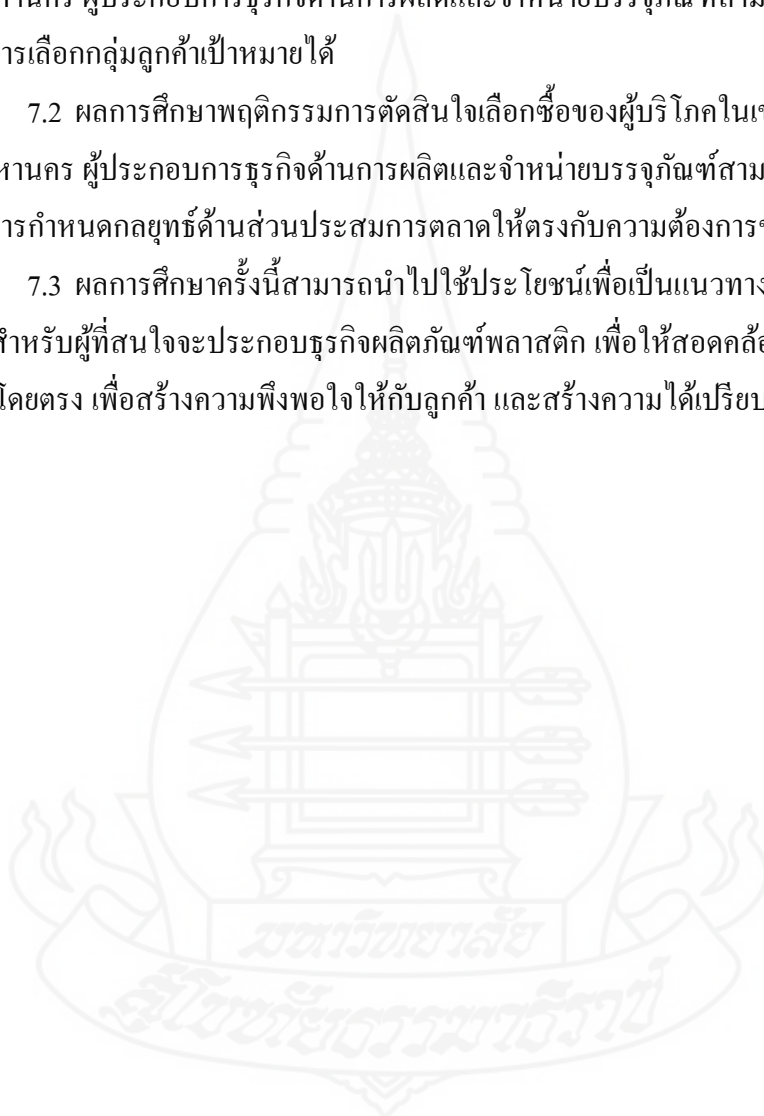 ผู้ประกอบการธุรกิจด้านการผลิตและจำหน่ายบรรจุภัณฑ์
การเลือกกลุ่มลูกค้าเป้าหมายได้
7.2 ผลการศึกษาพฤติกรรมการตัดสินใจเลือกซื้อของผู้บริโภคในเข
หานคร ผู้ประกอบการธุรกิจด้านการผลิตและจำหน่ายบรรจุภัณฑ์สาม
การกำหนดกลยุทธ์ด้านส่วนประสมการตลาดให้ตรงกับความต้องการข
7.3 ผลการศึกษาครั้งนี้สามารถนำไปใช้ประโยชน์เพื่อเป็นแนวทาง
สำหรับผู้ที่สนใจจะประกอบธุรกิจผลิตภัณฑ์พลาสติก เพื่อให้สอดคล้อ
โดยตรง เพื่อสร้างความพึงพอใจให้กับลูกค้า และสร้างความได้เปรียบ
มหาวิทยาลัย
สุโขทัยธรรมาธิราช